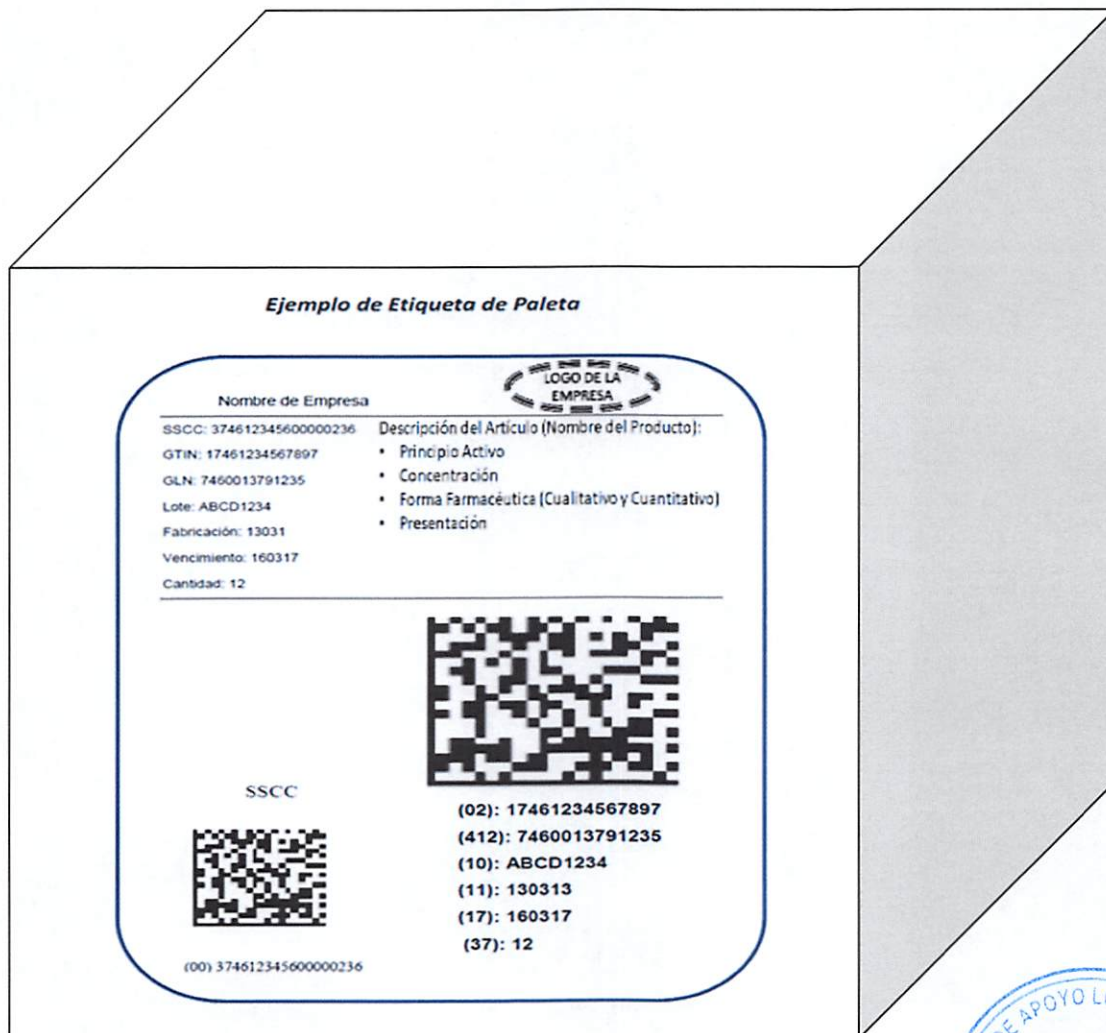 Ejemplo de Etiqueta de Paleta
LOGO DE LA
EMPRESA
Nombre de Empresa
SSCC: 374612345600000236
GTIN: 17461234567897
GLN: 7460013791235
Lote: ABCD1234
Fabricación: 13031
Vencimiento: 160317
Cantidad: 12
Descripción del Artículo (Nombre del Producto):
• Principio Activo
• Concentración
• Forma Farmacéutica (Cualitativo y Cuantitativo)
• Presentación
SSCC
(00) 374612345600000236
(02): 17461234567897
(412): 7460013791235
(10): ABCD1234
(11): 130313
(17): 160317
(37): 12
DE APOYO